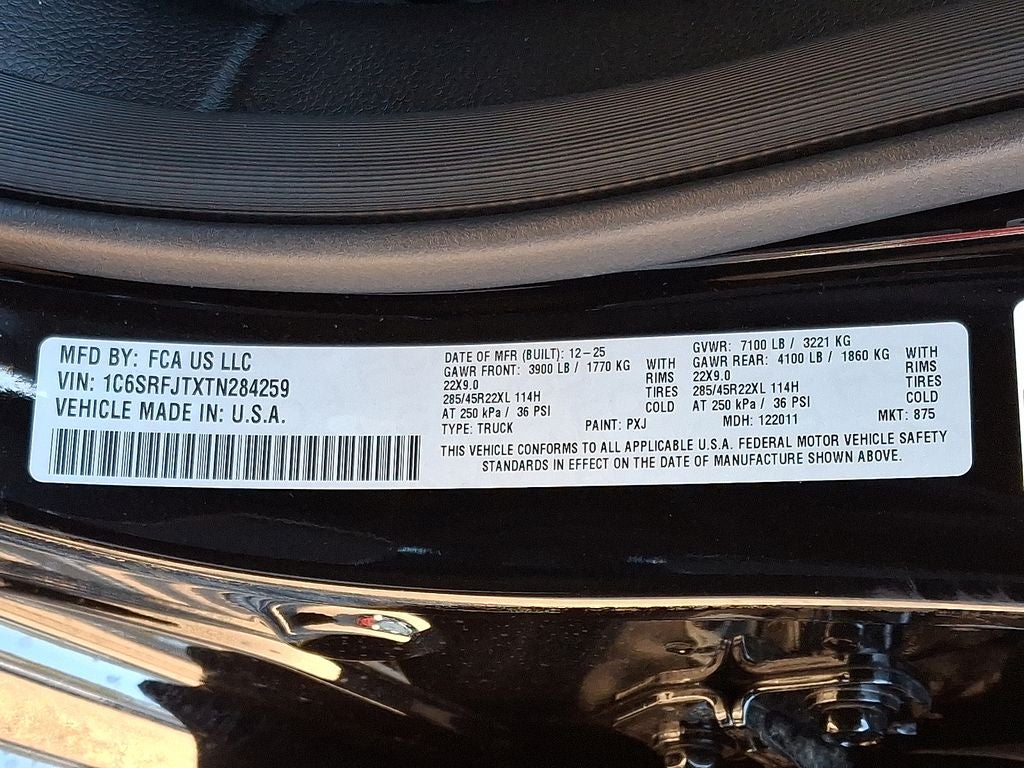 MFD BY: FCA US LLC
VIN: 1C6SRFJTXTN284259
VEHICLE MADE IN: U.S.A.
DATE OF MFR (BUILT): 12-25
GAWR FRONT: 3900 LB / 1770 KG WITH
22X9.0 RIMS
285/45R22XL 114H TIRES
AT 250 kPa / 36 PSI COLD
GVWR: 7100 LB / 3221 KG
GAWR REAR: 4100 LB / 1860 KG WITH
22X9.0 RIMS
285/45R22XL 114H TIRES
AT 250 kPa / 36 PSI COLD
TYPE: TRUCK PAINT: PXJ MDH: 122011 MKT: 875
THIS VEHICLE CONFORMS TO ALL APPLICABLE U.S.A. FEDERAL MOTOR VEHICLE SAFETY
STANDARDS IN EFFECT ON THE DATE OF MANUFACTURE SHOWN ABOVE.